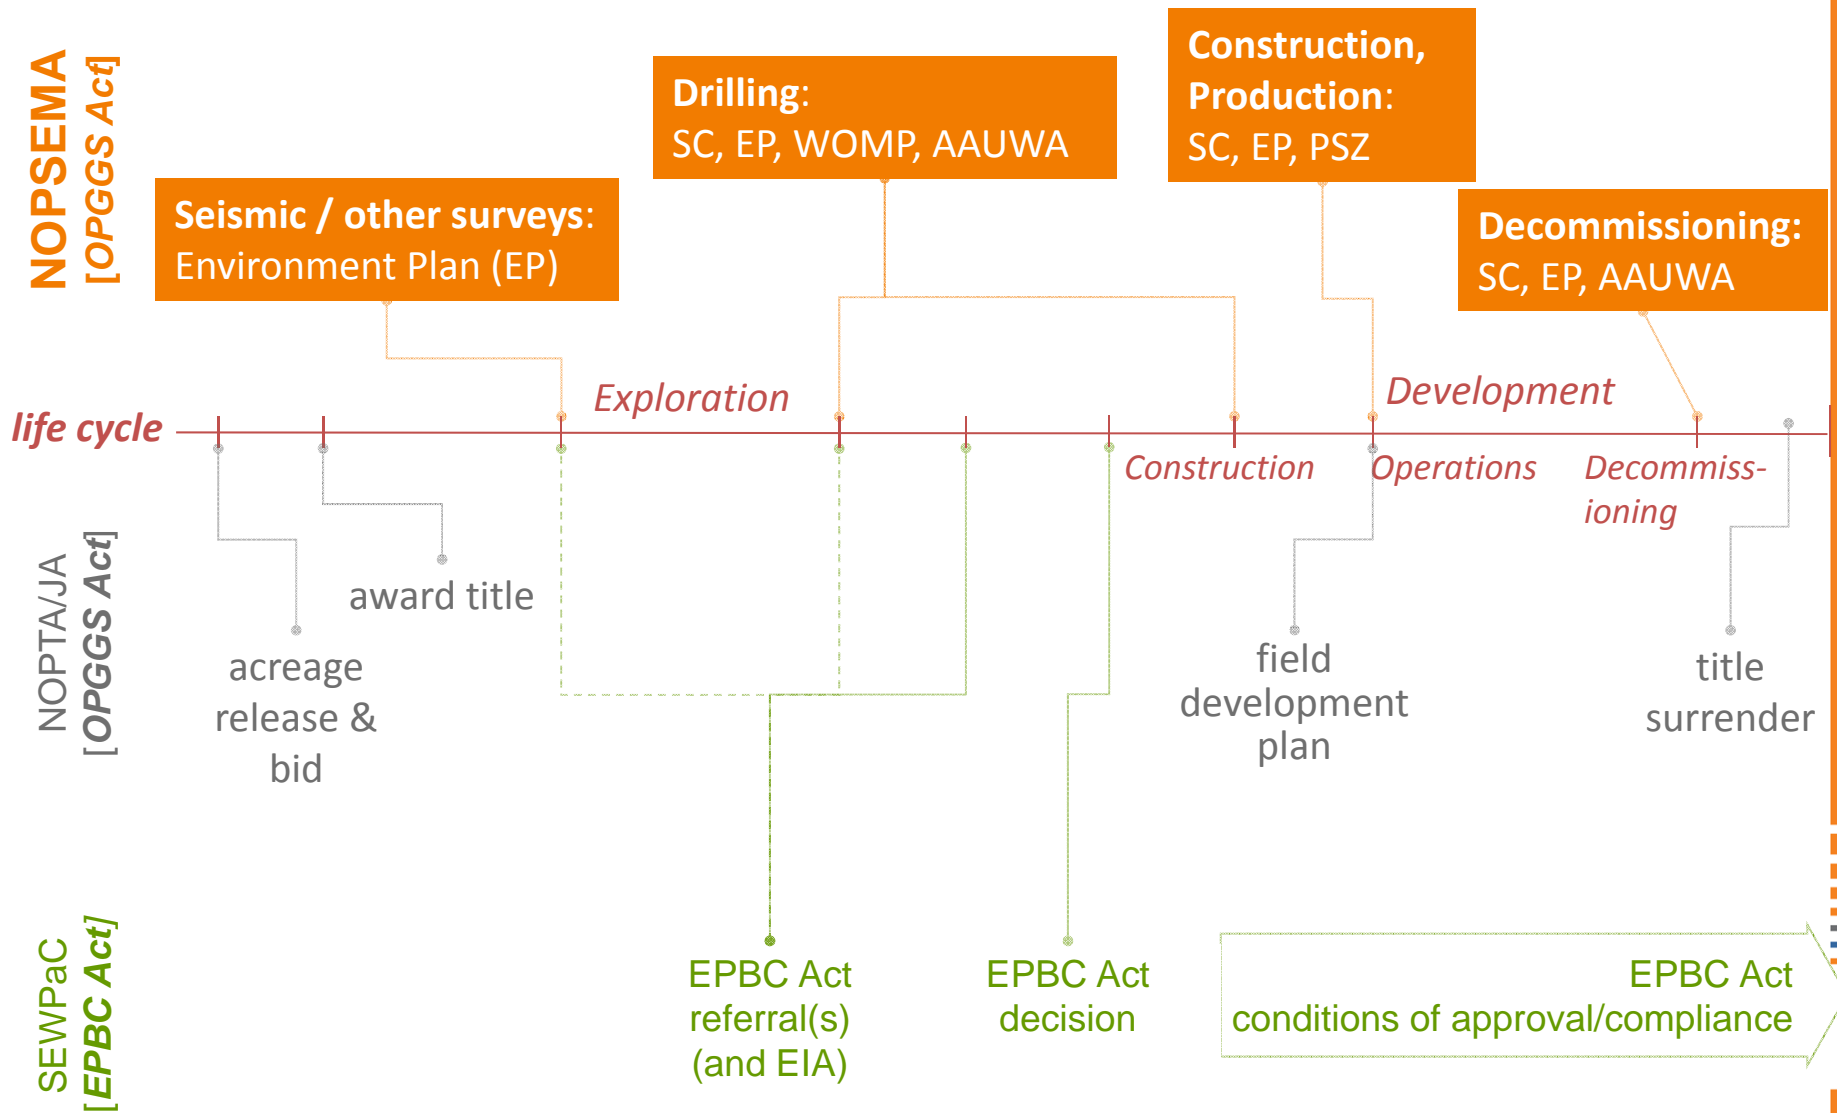 NOPSEMA
[OPGGS Act]
Seismic / other surveys:
Environment Plan (EP)
Drilling:
SC, EP, WOMP, AAUWA
Construction,
Production:
SC, EP, PSZ
Decommissioning:
SC, EP, AAUWA
life cycle
Exploration
Development
Construction
Operations
Decommiss-
ioning
NOPTA/JA
[OPGGS Act]
acreage
release &
bid
award title
field
development
plan
title
surrender
SEWPaC
[EPBC Act]
EPBC Act
referral(s)
(and EIA)
EPBC Act
decision
EPBC Act
conditions of approval/compliance